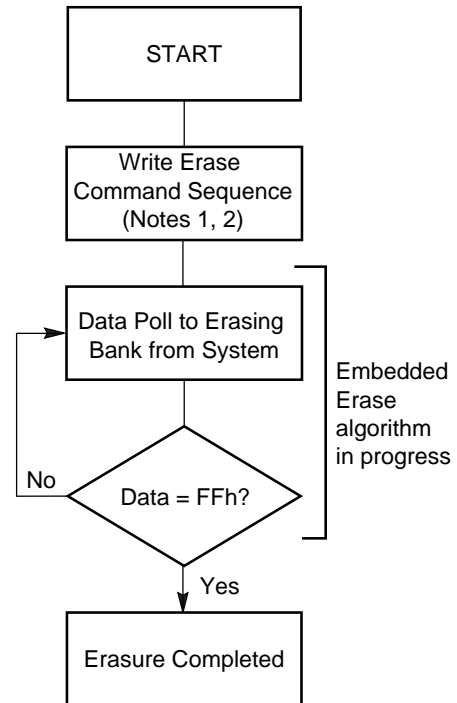 START
Write Erase
Command Sequence
(Notes 1, 2)
Data Poll to Erasing
Bank from System
Embedded
Erase
algorithm
in progress
No
Data = FFh?
Yes
Erasure Completed